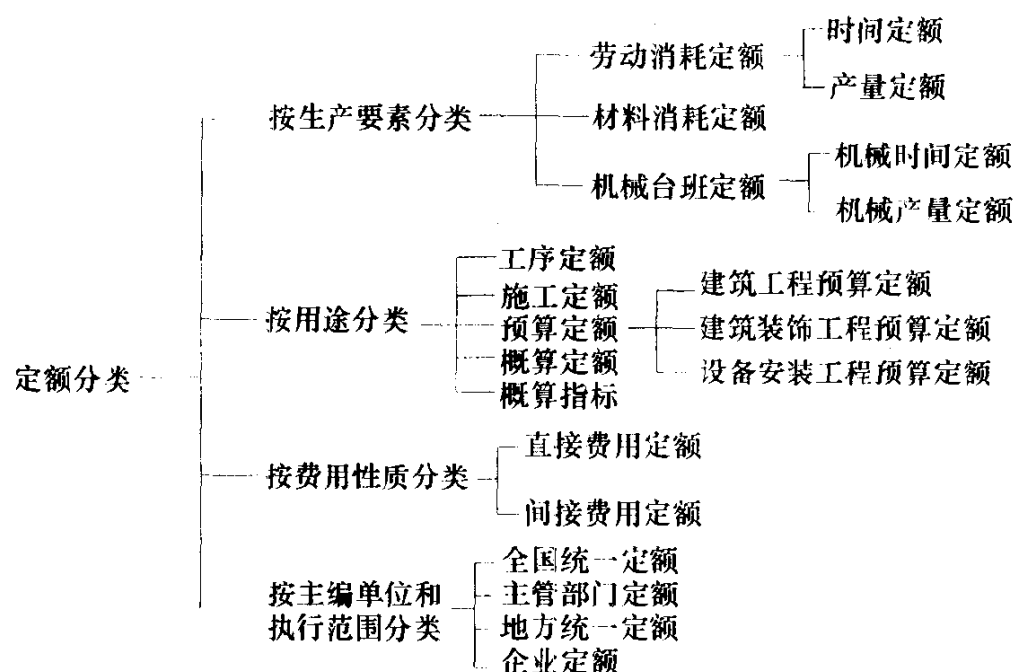 定额分类
按生产要素分类
劳动消耗定额
时间定额
产量定额
材料消耗定额
机械台班定额
机械时间定额
机械产量定额
按用途分类
工序定额
施工定额
预算定额
建筑工程预算定额
建筑装饰工程预算定额
设备安装工程预算定额
概算定额
概算指标
按费用性质分类
直接费用定额
间接费用定额
按主编单位和
执行范围分类
全国统一定额
主管部门定额
地方统一定额
企业定额